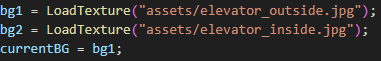 bg1 = LoadTexture("assets/elevator_outside.jpg");
bg2 = LoadTexture("assets/elevator_inside.jpg");
currentBG = bg1;